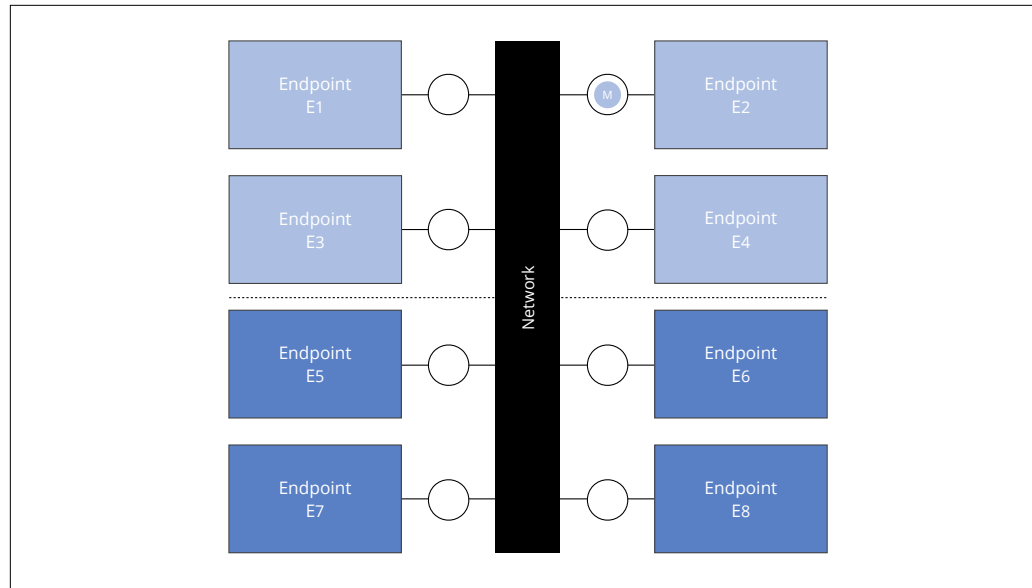 Endpoint
E1
M
Endpoint
E2
Endpoint
E3
Endpoint
E4
Network
Endpoint
E5
Endpoint
E6
Endpoint
E7
Endpoint
E8